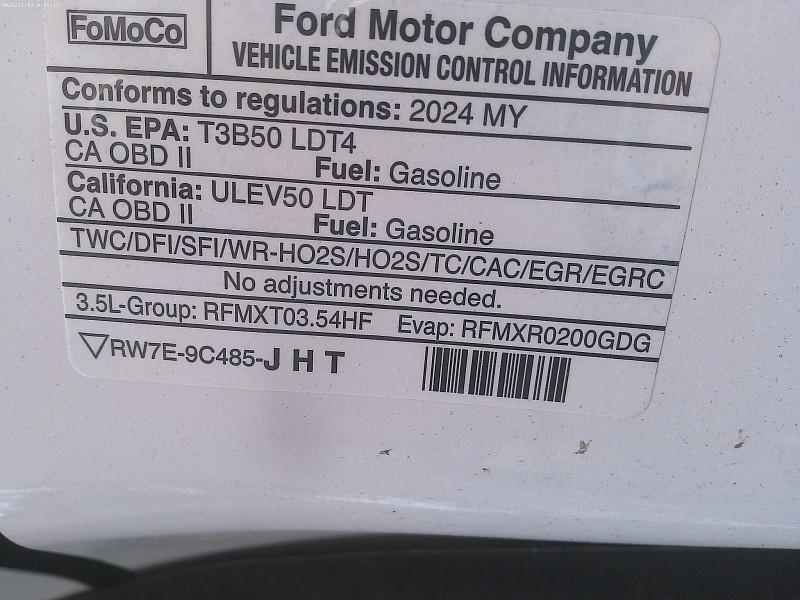 FoMoCo
Ford Motor Company
VEHICLE EMISSION CONTROL INFORMATION
Conforms to regulations: 2024 MY
U.S. EPA: T3B50 LDT4
CA OBD II Fuel: Gasoline
California: ULEV50 LDT
CA OBD II Fuel: Gasoline
TWC/DFI/SFI/WR-HO2S/HO2S/TC/CAC/EGR/EGRC
No adjustments needed.
3.5L-Group: RFMXT03.54HF Evap: RFMXR0200GDG
RW7E-9C485-J H T